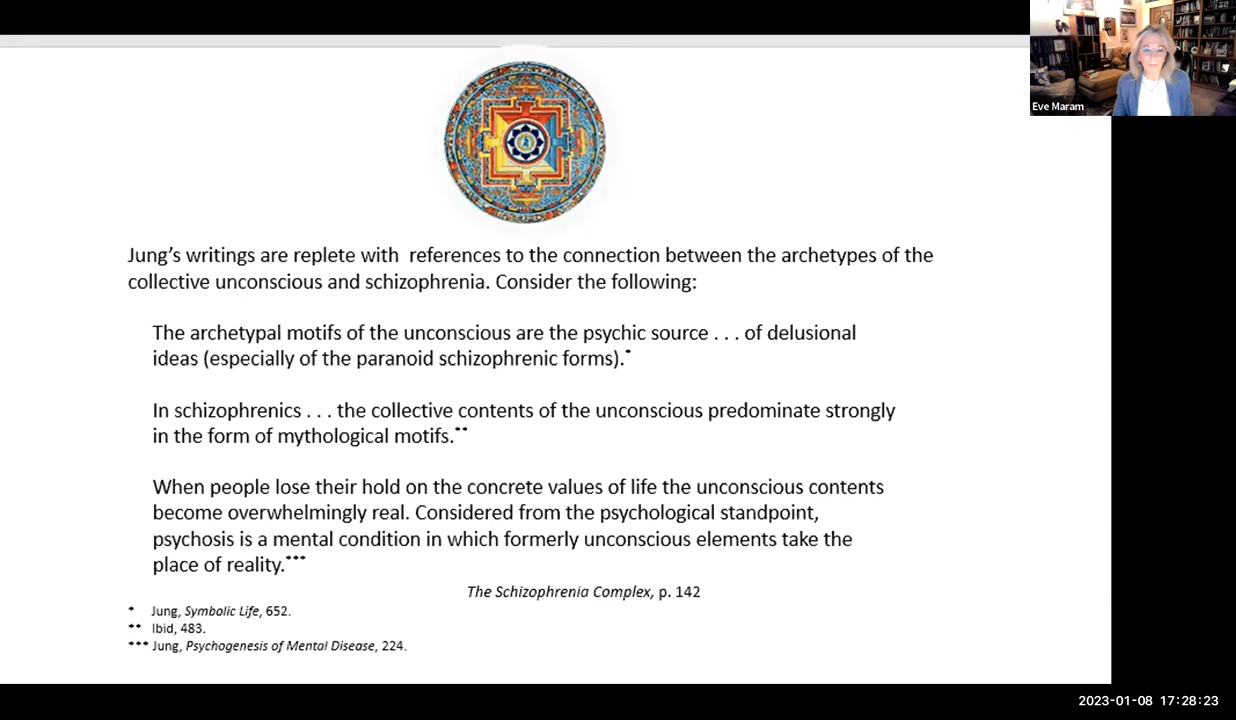 Eve Maram
Jung’s writings are replete with  references to the connection between the archetypes of the
collective unconscious and schizophrenia. Consider the following:
The archetypal motifs of the unconscious are the psychic source . . . of delusional
ideas (especially of the paranoid schizophrenic forms).*
In schizophrenics . . . the collective contents of the unconscious predominate strongly
in the form of mythological motifs.**
When people lose their hold on the concrete values of life the unconscious contents
become overwhelmingly real. Considered from the psychological standpoint,
psychosis is a mental condition in which formerly unconscious elements take the
place of reality.***
The Schizophrenia Complex, p. 142
* Jung, Symbolic Life, 652.
** Ibid, 483.
*** Jung, Psychogenesis of Mental Disease, 224.
2023-01-08 17:28:23